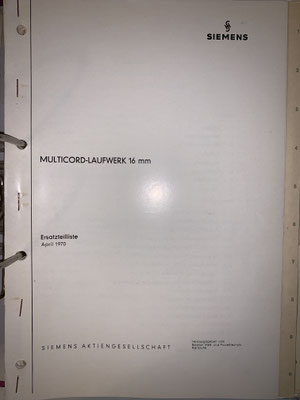 SIEMENS
MULTICORD-LAUFWERK 16 mm
Ersatzteilliste
April 1970
SIEMENS AKTIENGESELLSCHAFT